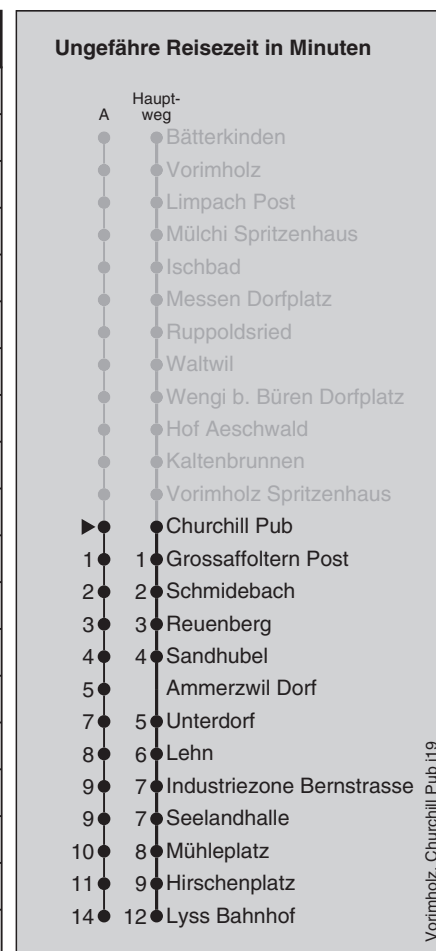 Ungefähre Reisezeit in Minuten
A Haupt-
weg
Bätterkinden
Vorimholz
Limpach Post
Mülchi Spritzenhaus
Ischbad
Messen Dorfplatz
Ruppoldsried
Waltwil
Wengi b. Büren Dorfplatz
Hof Aeschwald
Kaltenbrunnen
Vorimholz Spritzenhaus
Churchill Pub
1 1 Grossaffoltern Post
2 2 Schmidebach
3 3 Reuenberg
4 4 Sandhubel
5 Ammerzwil Dorf
7 5 Unterdorf
8 6 Lehn
9 7 Industriezone Bernstrasse
9 7 Seelandhalle
10 8 Mühleplatz
11 9 Hirschenplatz
14 12 Lyss Bahnhof
Vorimholz, Churchill Pub j19